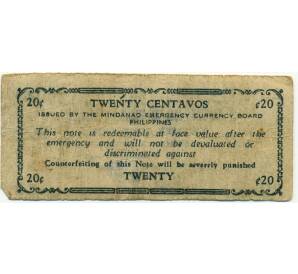 20¢ TWENTY CENTAVOS ¢20
ISSUED BY THE MINDANAO EMERGENCY CURRENCY BOARD
PHILIPPINES
This note is redeemable at face value after the
emergency and will not be devaluated or
discriminated against
Counterfeiting of this Note will be severely punished
20¢ TWENTY ¢20